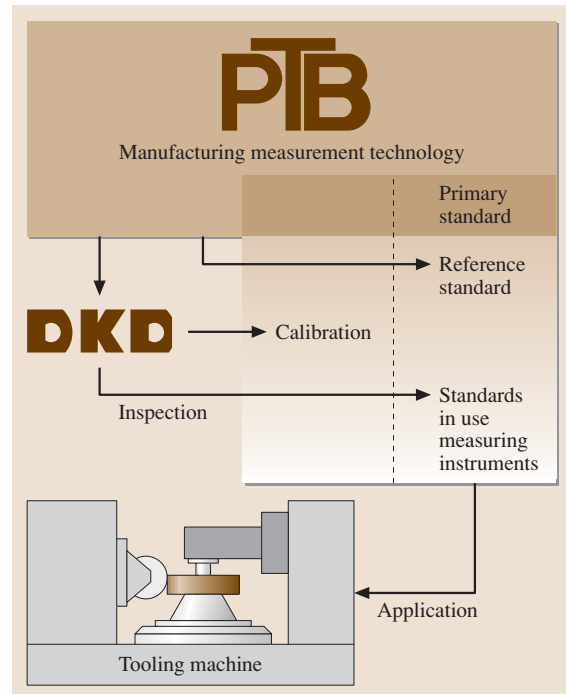 PTB
Manufacturing measurement technology
Primary
standard
Reference
standard
DKD
Calibration
Standards
in use
measuring
instruments
Inspection
Application
Tooling machine